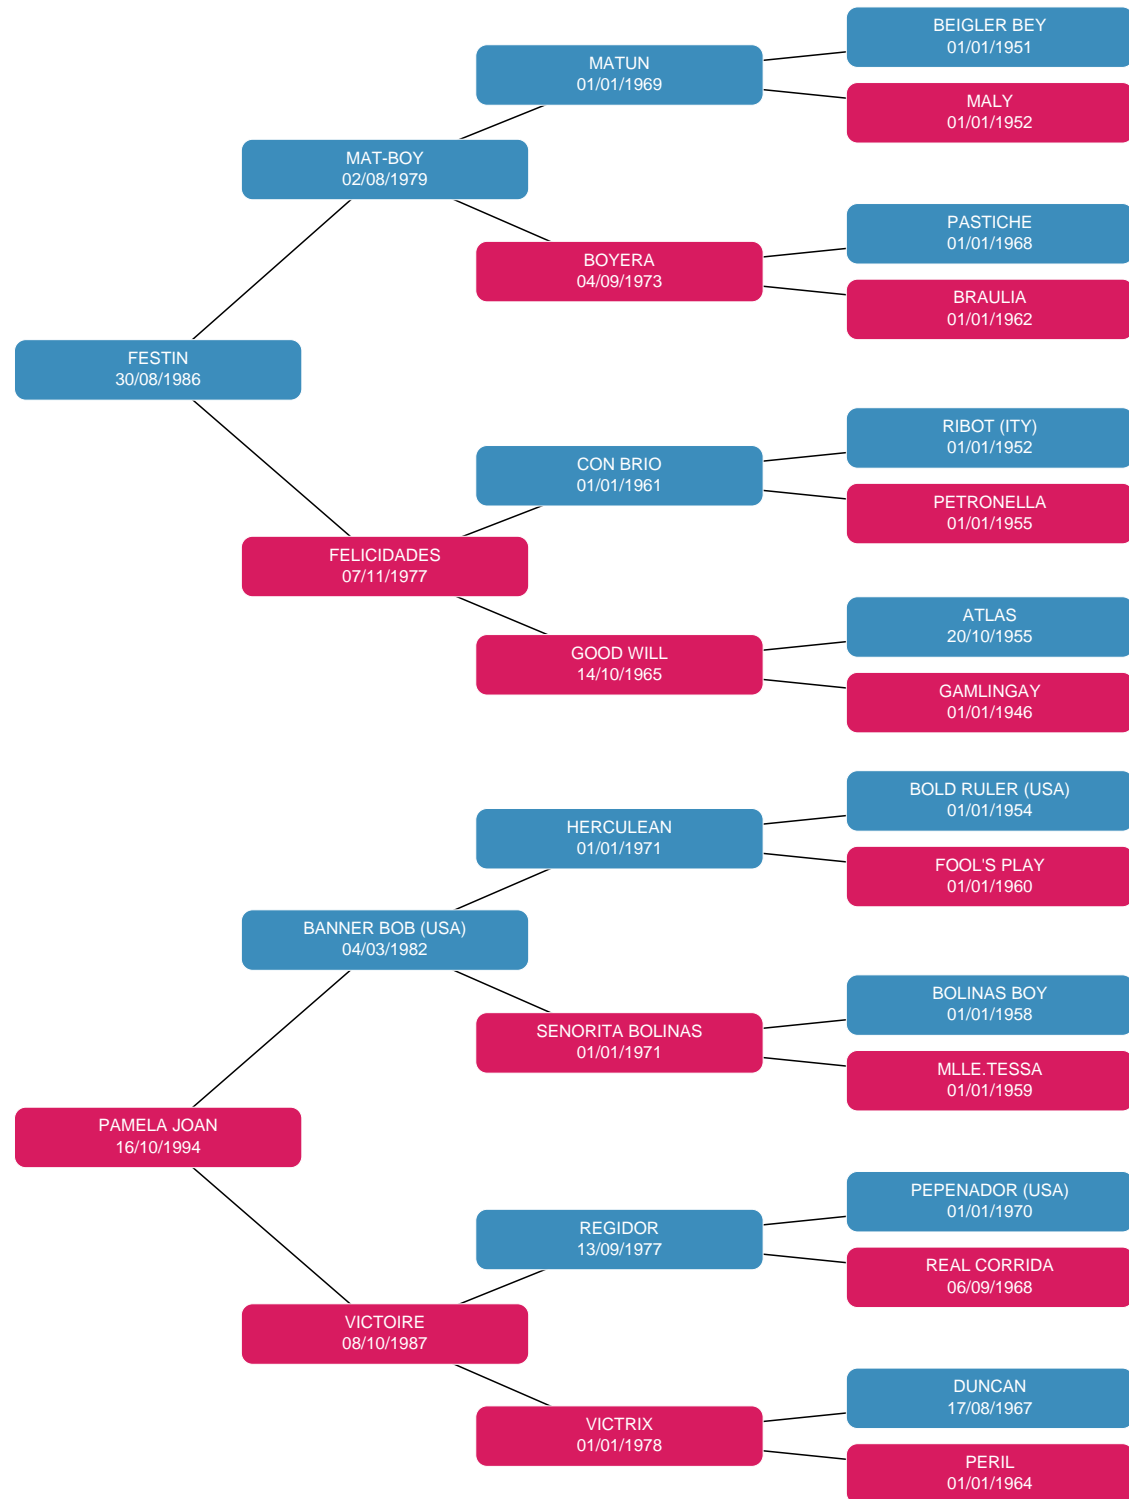 BEIGLER BEY
01/01/1951
MATUN
01/01/1969
MALY
01/01/1952
MAT-BOY
02/08/1979
PASTICHE
01/01/1968
BOYERA
04/09/1973
BRAULIA
01/01/1962
FESTIN
30/08/1986
RIBOT (ITY)
01/01/1952
CON BRIO
01/01/1961
PETRONELLA
01/01/1955
FELICIDADES
07/11/1977
ATLAS
20/10/1955
GOOD WILL
14/10/1965
GAMLINGAY
01/01/1946
BOLD RULER (USA)
01/01/1954
HERCULEAN
01/01/1971
FOOL'S PLAY
01/01/1960
BANNER BOB (USA)
04/03/1982
BOLINAS BOY
01/01/1958
SENORITA BOLINAS
01/01/1971
MLLE.TESSA
01/01/1959
PAMELA JOAN
16/10/1994
PEPENADOR (USA)
01/01/1970
REGIDOR
13/09/1977
REAL CORRIDA
06/09/1968
VICTOIRE
08/10/1987
DUNCAN
17/08/1967
VICTRIX
01/01/1978
PERIL
01/01/1964